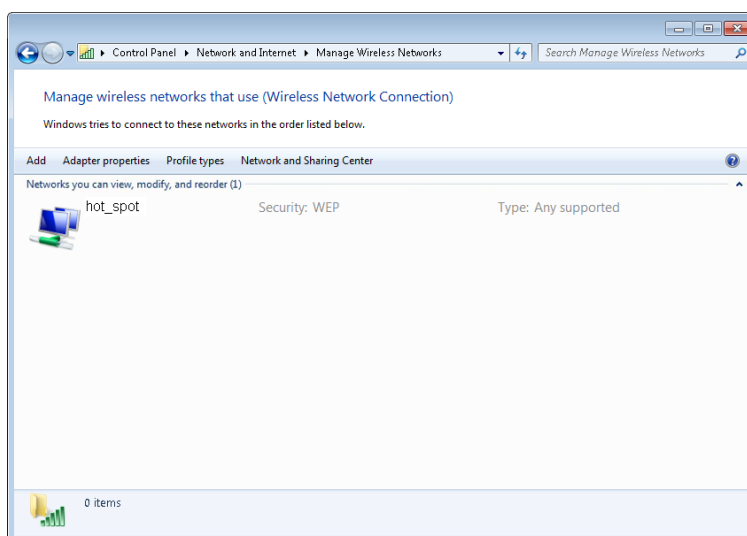 Control Panel Network and Internet Manage Wireless Networks Search Manage Wireless Networks
Manage wireless networks that use (Wireless Network Connection)
Windows tries to connect to these networks in the order listed below.
Add Adapter properties Profile types Network and Sharing Center
Networks you can view, modify, and reorder (1)
hot_spot Security: WEP Type: Any supported
0 items